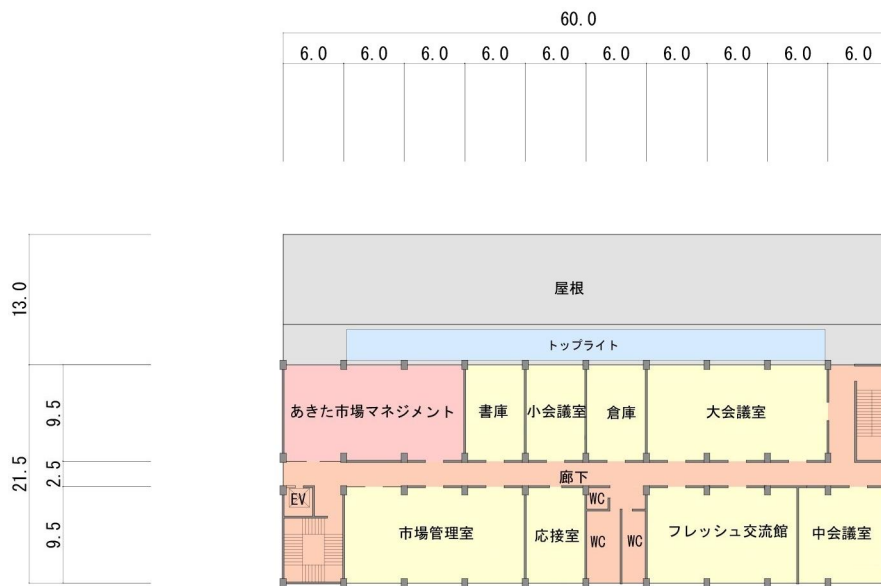 60.0
6.0 6.0 6.0 6.0 6.0 6.0 6.0 6.0 6.0 6.0
13.0
屋根
トップライト
21.5
9.5
2.5
9.5
あきた市場マネジメント
書庫
小会議室
倉庫
大会議室
廊下
EV
WC
市場管理室
応接室
WC
WC
フレッシュ交流館
中会議室